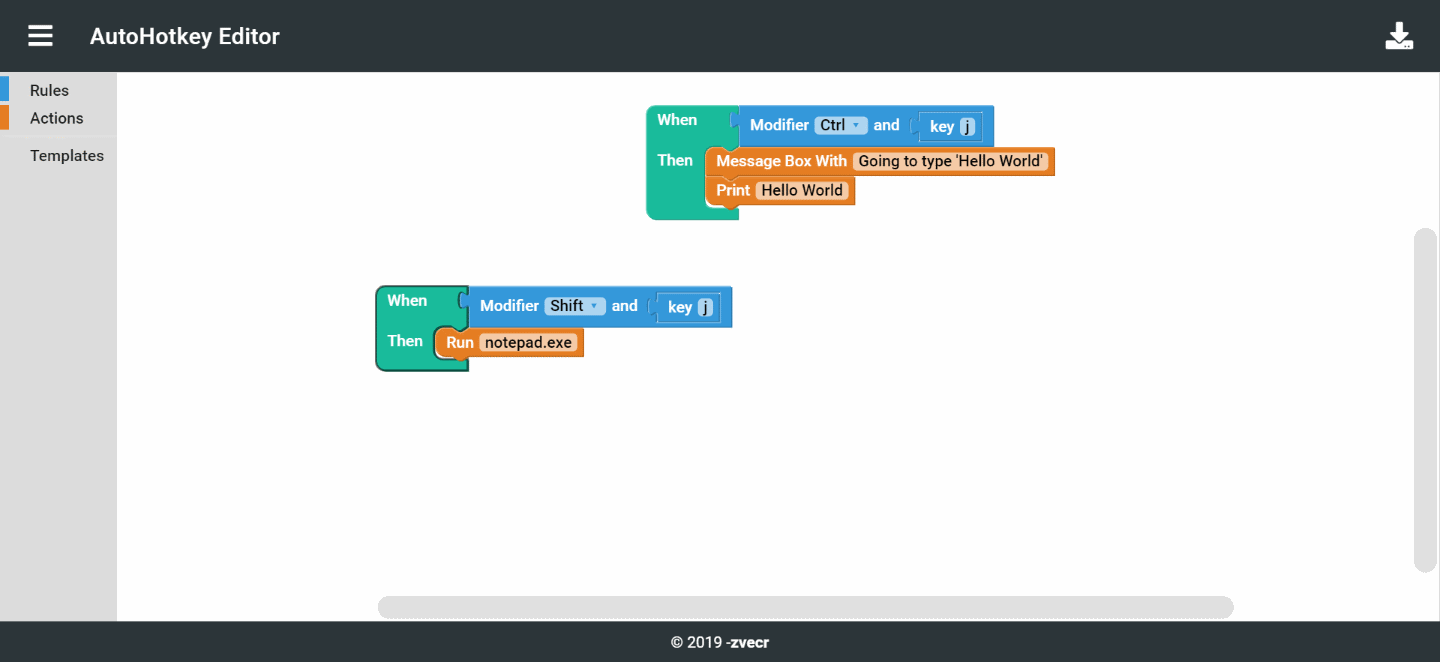 AutoHotkey Editor
Rules
Actions
Templates
When Modifier Ctrl and key j
Then Message Box With Going to type 'Hello World'
Print Hello World
When Modifier Shift and key j
Then Run notepad.exe
© 2019 -zvecr